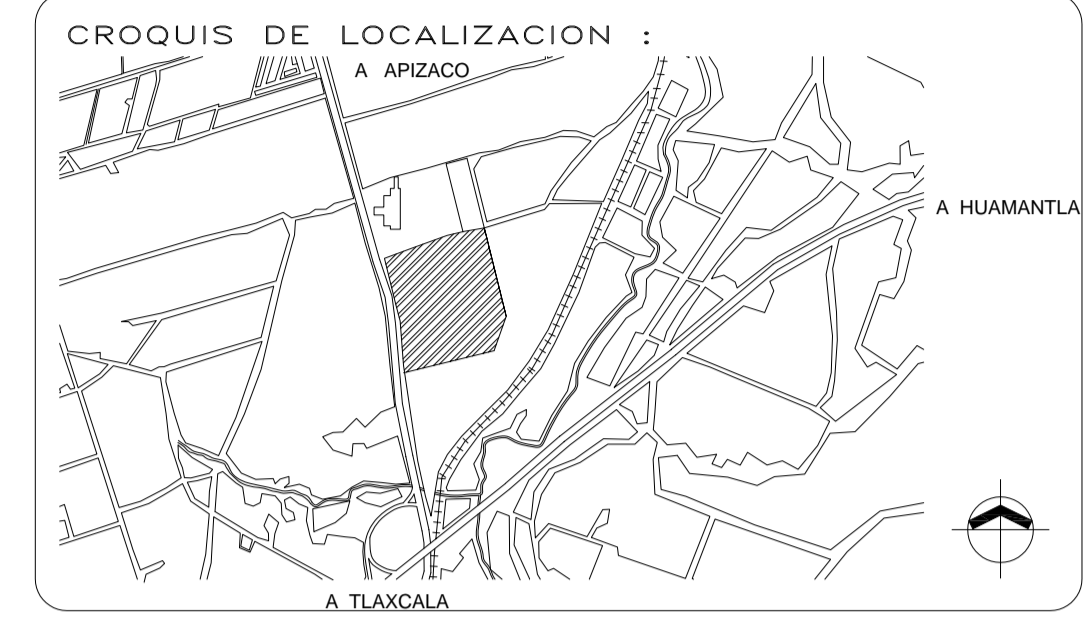 CROQUIS DE LOCALIZACION :
A APIZACO
A HUAMANTLA
A TLAXCALA